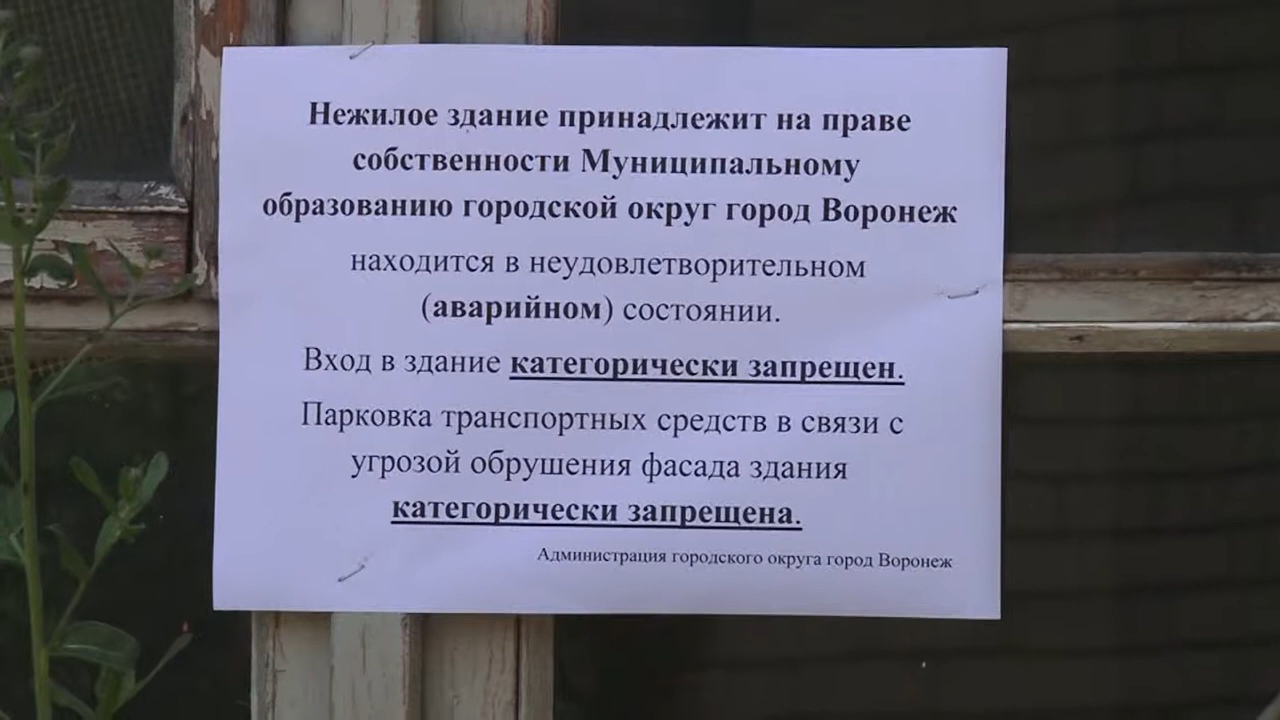 Нежилое здание принадлежит на праве
собственности Муниципальному
образованию городской округ город Воронеж
находится в неудовлетворительном
(аварийном) состоянии.
Вход в здание категорически запрещен.
Парковка транспортных средств в связи с
угрозой обрушения фасада здания
категорически запрещена.
Администрация городского округа город Воронеж